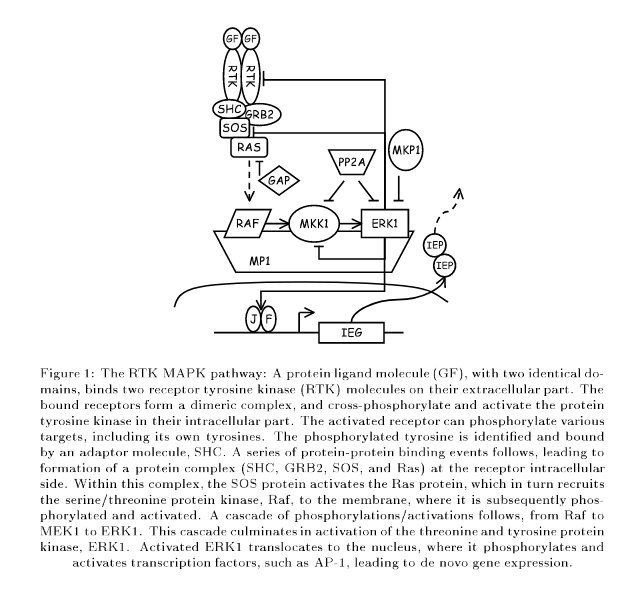 GF GF
RTK RTK
SHC
GRB2
SOS
RAS
GAP
PP2A
MKP1
RAF
MKK1
ERK1
MP1
IEP
IEP
J F
IEG
Figure 1: The RTK MAPK pathway: A protein ligand molecule (GF), with two identical do-
mains, binds two receptor tyrosine kinase (RTK) molecules on their extracellular part. The
bound receptors form a dimeric complex, and cross-phosphorylate and activate the protein
tyrosine kinase in their intracellular part. The activated receptor can phosphorylate various
targets, including its own tyrosines. The phosphorylated tyrosine is identified and bound
by an adaptor molecule, SHC. A series of protein-protein binding events follows, leading to
formation of a protein complex (SHC, GRB2, SOS, and Ras) at the receptor intracellular
side. Within this complex, the SOS protein activates the Ras protein, which in turn recruits
the serine/threonine protein kinase, Raf, to the membrane, where it is subsequently phos-
phorylated and activated. A cascade of phosphorylations/activations follows, from Raf to
MEK1 to ERK1. This cascade culminates in activation of the threonine and tyrosine protein
kinase, ERK1. Activated ERK1 translocates to the nucleus, where it phosphorylates and
activates transcription factors, such as AP-1, leading to de novo gene expression.